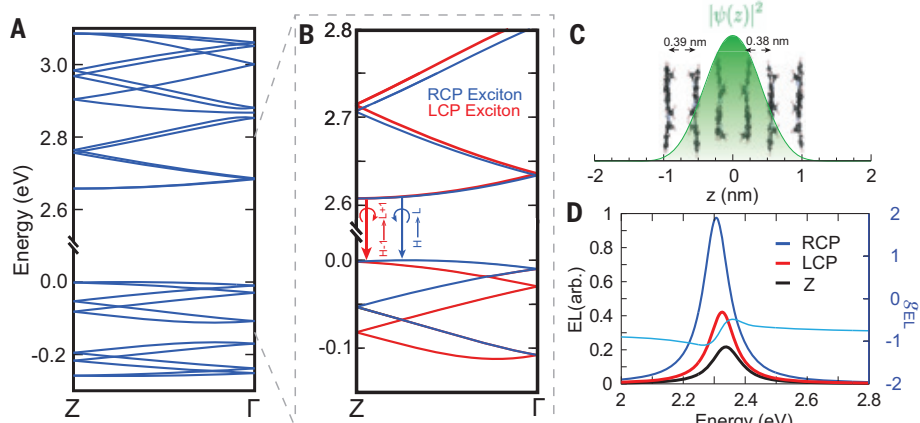 A
3.0
2.8
2.6
0.0
-0.2
Energy (eV)
Z
Γ
B
2.8
2.7
2.6
0.0
-0.1
RCP Exciton
LCP Exciton
H-1 → L+1
H → L
Z
Γ
C
|ψ(z)|²
0.39 nm
0.38 nm
-2
-1
0
1
2
z (nm)
D
1
0.8
0.6
0.4
0.2
0
EL(arb.)
RCP
LCP
Z
2
1
0
-1
-2
gEL
2
2.2
2.4
2.6
2.8
Energy (eV)